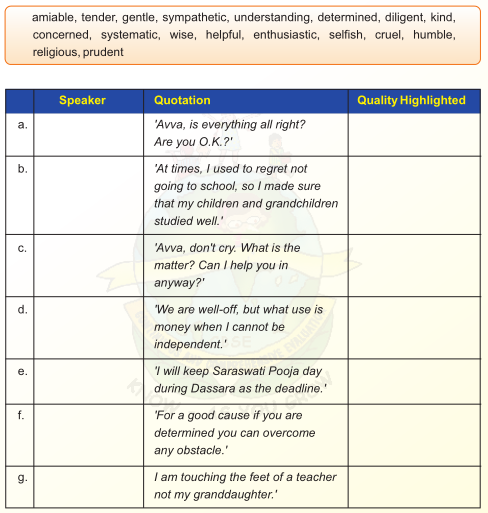 amiable, tender, gentle, sympathetic, understanding, determined, diligent, kind,
concerned, systematic, wise, helpful, enthusiastic, selfish, cruel, humble,
religious, prudent
Speaker Quotation Quality Highlighted
a. 'Avva, is everything all right?
Are you O.K.?'
b. 'At times, I used to regret not
going to school, so I made sure
that my children and grandchildren
studied well.'
c. 'Avva, don't cry. What is the
matter? Can I help you in
anyway?'
d. 'We are well-off, but what use is
money when I cannot be
independent.'
e. 'I will keep Saraswati Pooja day
during Dassara as the deadline.'
f. 'For a good cause if you are
determined you can overcome
any obstacle.'
g. I am touching the feet of a teacher
not my granddaughter.'